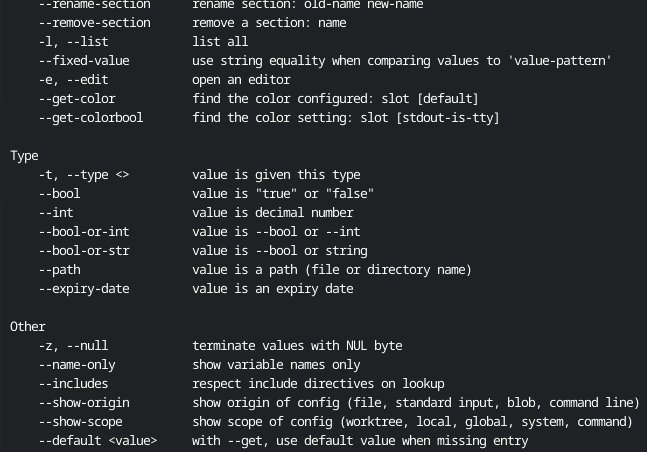 --rename-section rename section: old-name new-name
--remove-section remove a section: name
-l, --list list all
--fixed-value use string equality when comparing values to 'value-pattern'
-e, --edit open an editor
--get-color find the color configured: slot [default]
--get-colorbool find the color setting: slot [stdout-is-tty]
Type
-t, --type <> value is given this type
--bool value is "true" or "false"
--int value is decimal number
--bool-or-int value is --bool or --int
--bool-or-str value is --bool or string
--path value is a path (file or directory name)
--expiry-date value is an expiry date
Other
-z, --null terminate values with NUL byte
--name-only show variable names only
--includes respect include directives on lookup
--show-origin show origin of config (file, standard input, blob, command line)
--show-scope show scope of config (worktree, local, global, system, command)
--default <value> with --get, use default value when missing entry